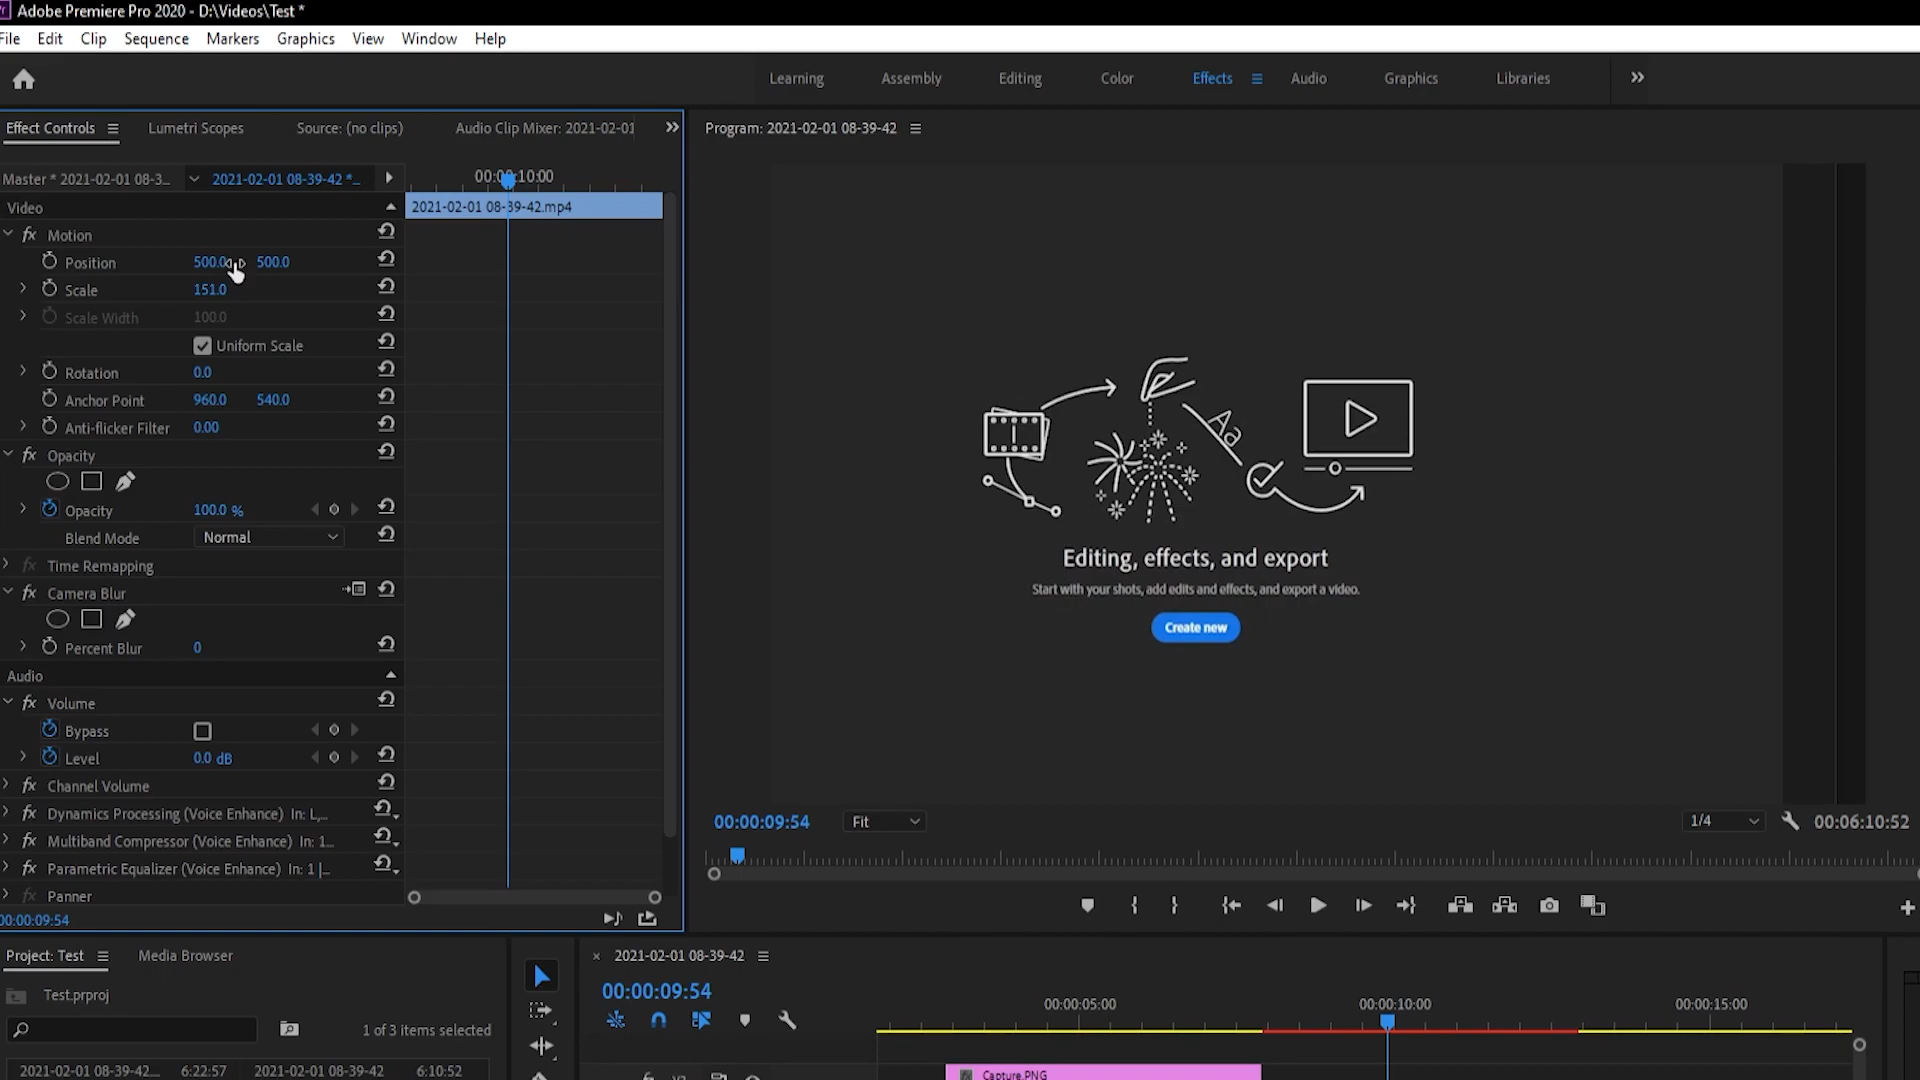 Adobe Premiere Pro 2020 - D:\Videos\Test *
File Edit Clip Sequence Markers Graphics View Window Help
Learning Assembly Editing Color Effects Audio Graphics Libraries
Effect Controls Lumetri Scopes Source: (no clips) Audio Clip Mixer: 2021-02-01
Program: 2021-02-01 08-39-42
Master * 2021-02-01 08-3... 2021-02-01 08-39-42 *...
00:00:10:00
Video
2021-02-01 08-39-42.mp4
fx Motion
Position 500.0 500.0
Scale 151.0
Scale Width 100.0
Uniform Scale
Rotation 0.0
Anchor Point 960.0 540.0
Anti-flicker Filter 0.00
fx Opacity
Opacity 100.0 %
Blend Mode Normal
fx Time Remapping
fx Camera Blur
Percent Blur 0
Audio
fx Volume
Bypass
Level 0.0 dB
fx Channel Volume
fx Dynamics Processing (Voice Enhance) In: L,...
fx Multiband Compressor (Voice Enhance) In: 1...
fx Parametric Equalizer (Voice Enhance) In: 1 |...
fx Panner
00:00:09:54
Aa
Editing, effects, and export
Start with your shots, add edits and effects, and export a video.
Create new
00:00:09:54 Fit 1/4 00:06:10:52
Project: Test Media Browser
Test.prproj
1 of 3 items selected
2021-02-01 08-39-42... 6:22:57 2021-02-01 08-39-42 6:10:52
× 2021-02-01 08-39-42
00:00:09:54
00:00:05:00 00:00:10:00 00:00:15:00
Capture.PNG